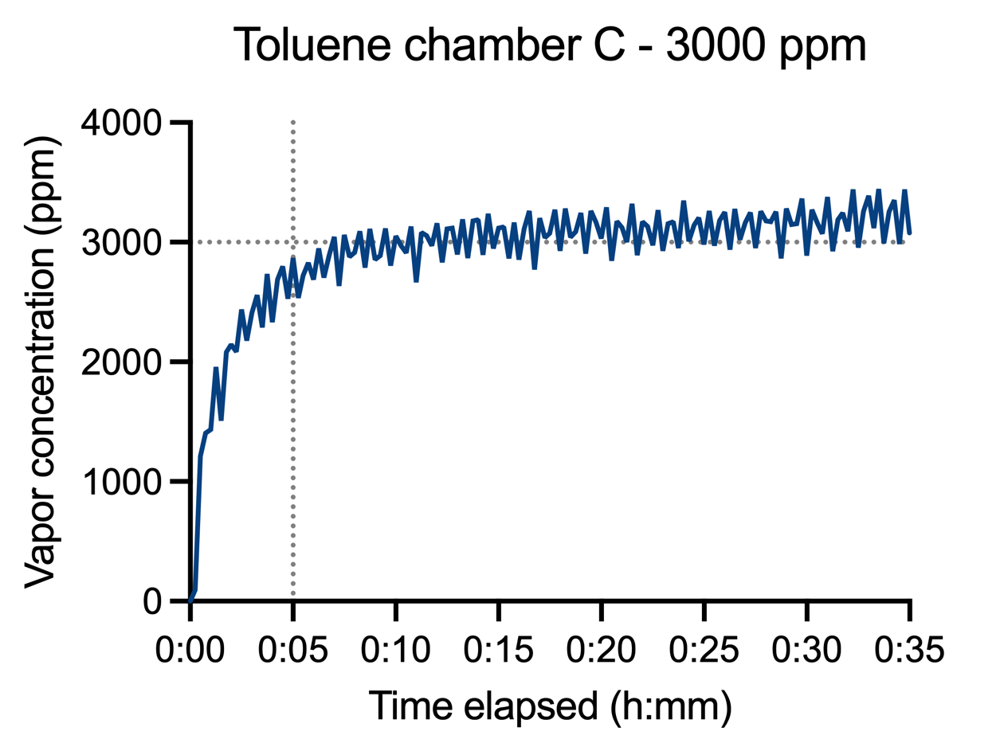 Toluene chamber C - 3000 ppm
Vapor concentration (ppm)
4000
3000
2000
1000
0
0:00 0:05 0:10 0:15 0:20 0:25 0:30 0:35
Time elapsed (h:mm)